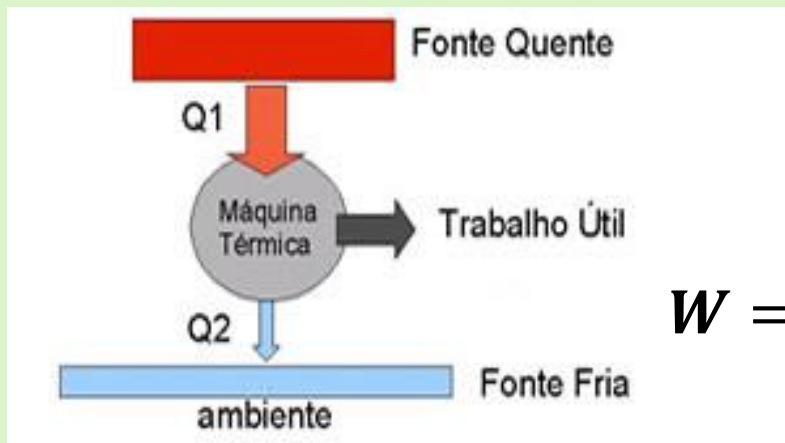 Fonte Quente
Q1
Máquina
Térmica
Trabalho Útil
Q2
W =
Fonte Fria
ambiente